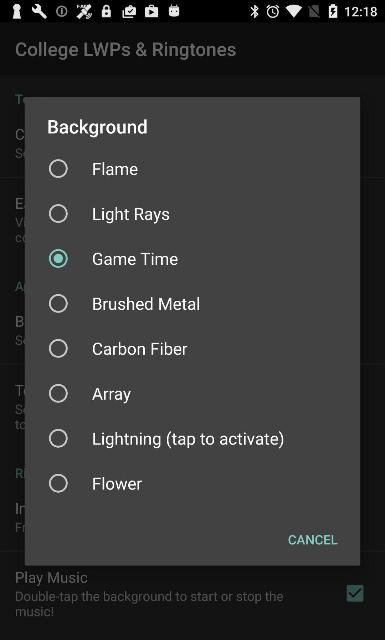 12:18
College LWPs & Ringtones
Background
Flame
Light Rays
Game Time
Brushed Metal
Carbon Fiber
Array
Lightning (tap to activate)
Flower
CANCEL
Play Music
Double-tap the background to start or stop the
music!